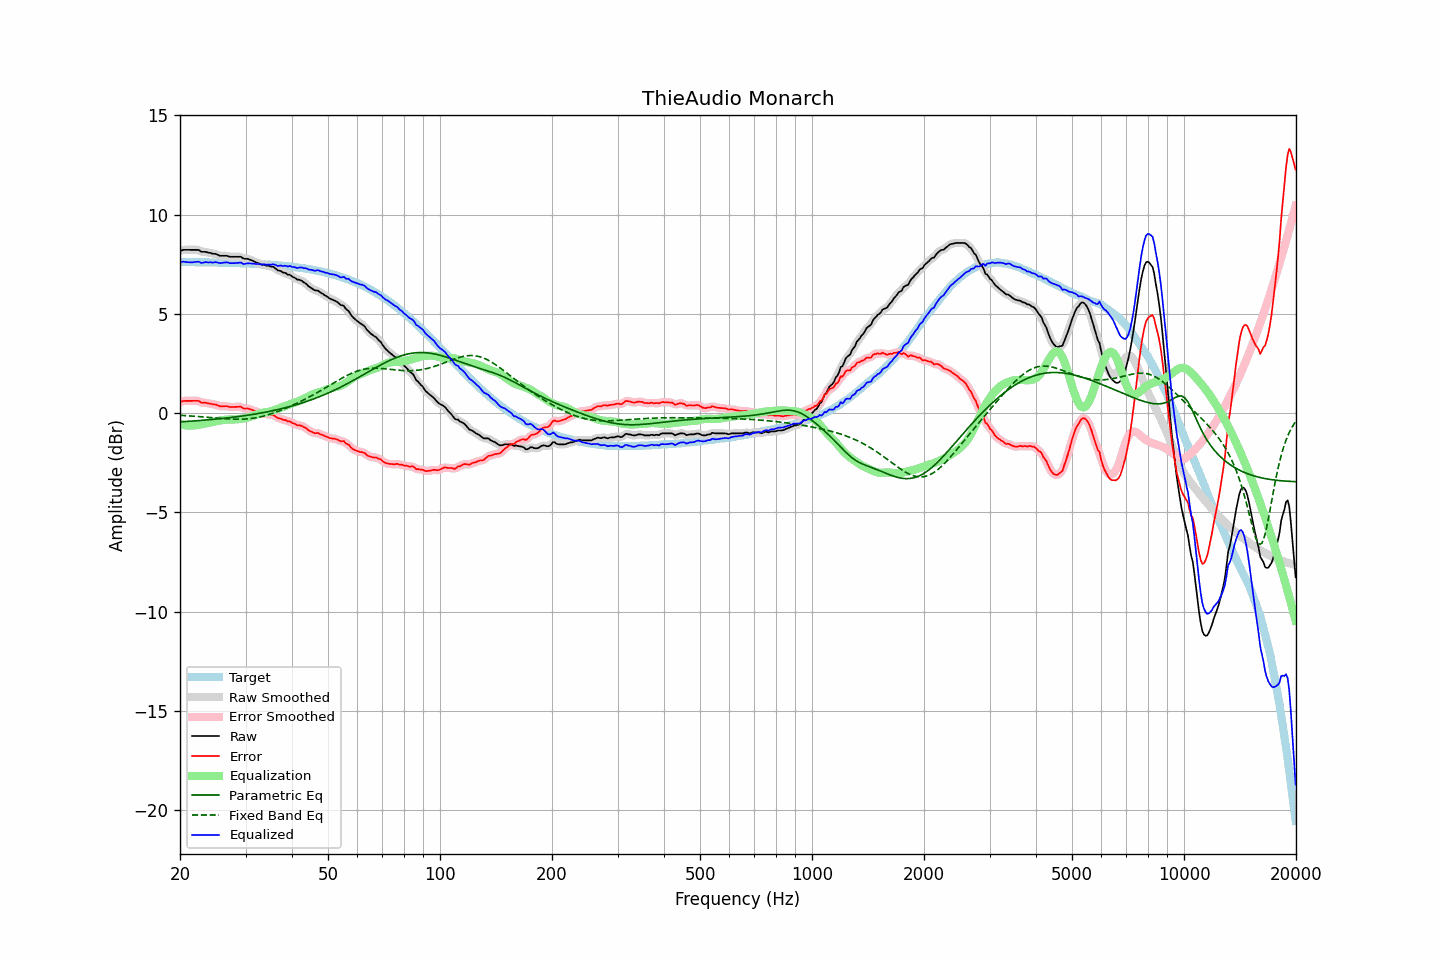 ThieAudio Monarch
15
10
5
0
−5
−10
−15
−20
Amplitude (dBr)
Target
Raw Smoothed
Error Smoothed
Raw
Error
Equalization
Parametric Eq
Fixed Band Eq
Equalized
20 50 100 200 500 1000 2000 5000 10000 20000
Frequency (Hz)